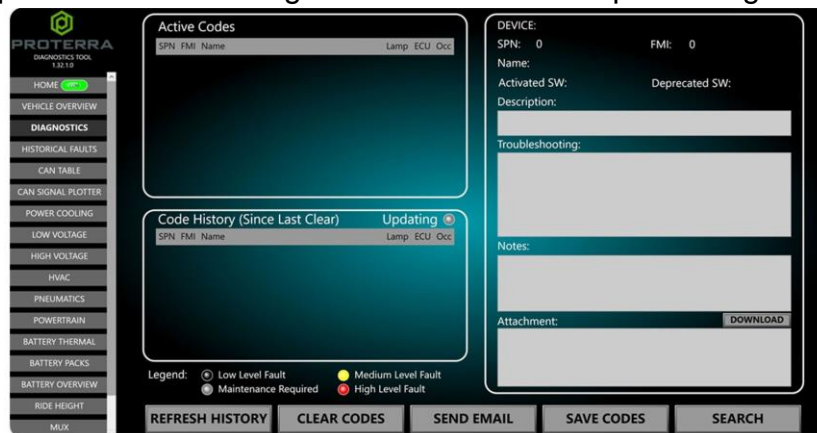 PROTERRA
DIAGNOSTICS TOOL
1.32.1.0
HOME
VEHICLE OVERVIEW
DIAGNOSTICS
HISTORICAL FAULTS
CAN TABLE
CAN SIGNAL PLOTTER
POWER COOLING
LOW VOLTAGE
HIGH VOLTAGE
HVAC
PNEUMATICS
POWERTRAIN
BATTERY THERMAL
BATTERY PACKS
BATTERY OVERVIEW
RIDE HEIGHT
MUX
Active Codes
SPN FMI Name Lamp ECU Occ
Code History (Since Last Clear) Updating
SPN FMI Name Lamp ECU Occ
Legend: Low Level Fault Medium Level Fault
Maintenance Required High Level Fault
DEVICE:
SPN: 0 FMI: 0
Name:
Activated SW: Deprecated SW:
Description:
Troubleshooting:
Notes:
Attachment: DOWNLOAD
REFRESH HISTORY CLEAR CODES SEND EMAIL SAVE CODES SEARCH